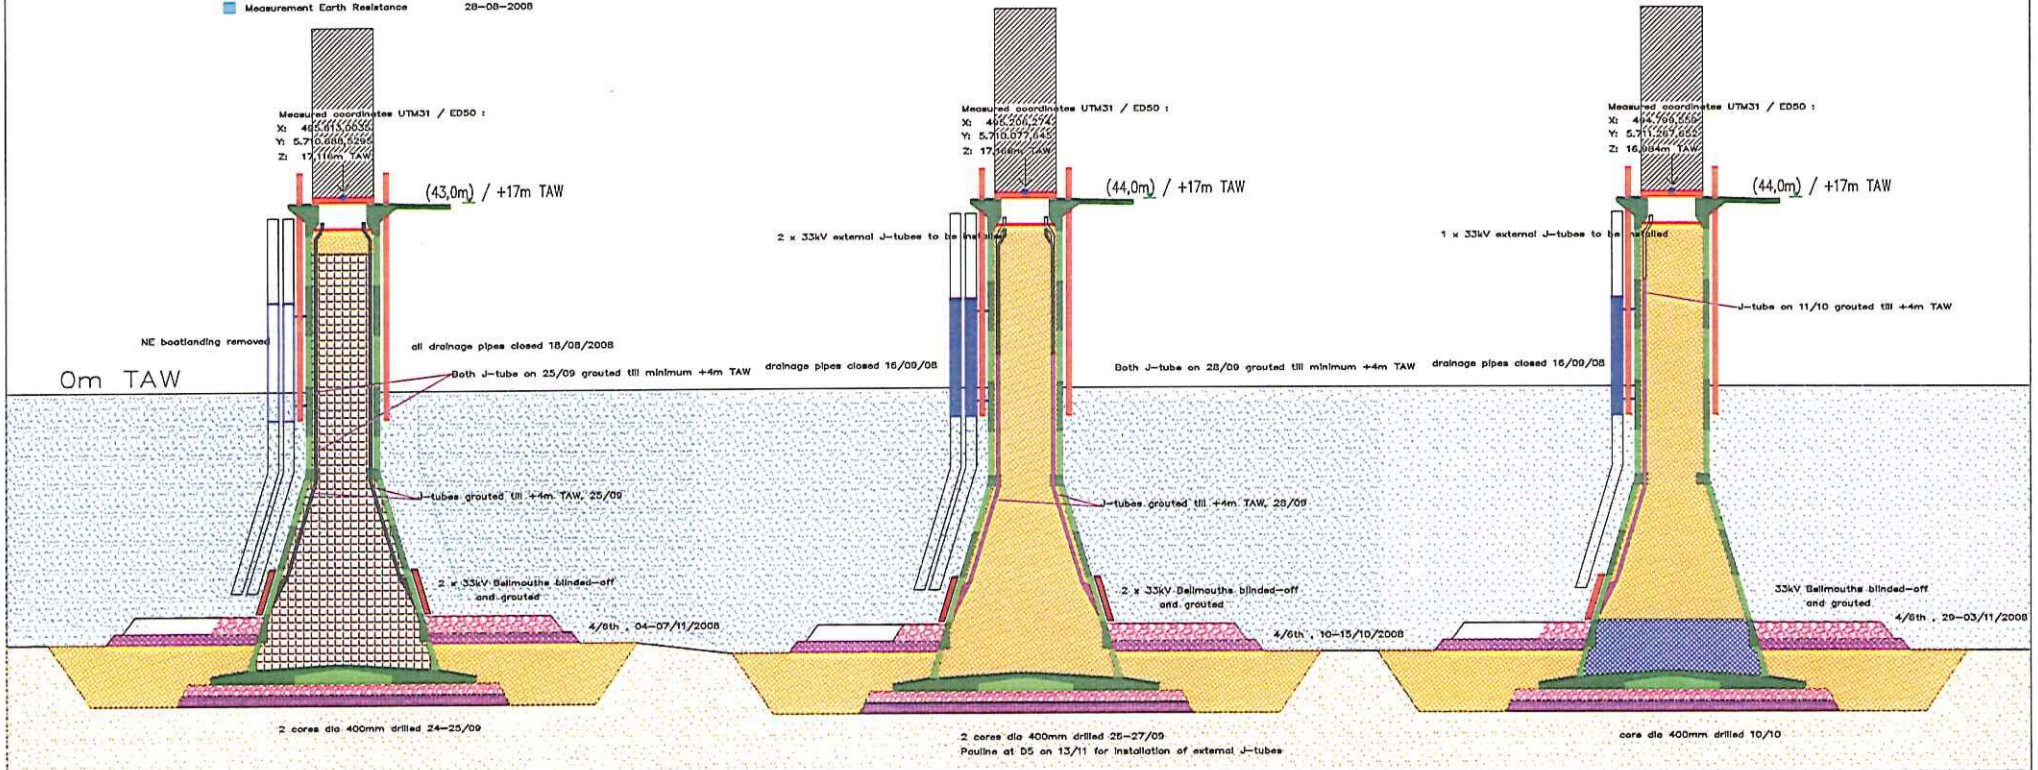 Measurement Earth Resistance 28-08-2008
Measured coordinates UTM31 / ED50 :
X:
Y:
Z: 17,116m TAW
(43,0m) / +17m TAW
NE boatlanding removed
all drainage pipes closed 18/08/2008
Both J-tube on 25/09 grouted till minimum +4m TAW
0m TAW
J-tubes grouted till +4m TAW, 25/09
2 x 33kV Bellmouths blinded-off
and grouted
4/6th , 04-07/11/2008
2 cores dia 400mm drilled 24-25/09
Measured coordinates UTM31 / ED50 :
X:
Y:
Z: TAW
(44,0m) / +17m TAW
2 x 33kV external J-tubes to be installed
drainage pipes closed 16/09/08
Both J-tube on 28/09 grouted till minimum +4m TAW
J-tubes grouted till +4m TAW, 28/09
2 x 33kV Bellmouths blinded-off
and grouted
4/6th , 10-15/10/2008
2 cores dia 400mm drilled 26-27/09
Pauline at D5 on 13/11 for installation of external J-tubes
Measured coordinates UTM31 / ED50 :
X:
Y:
Z: 16,984m TAW
(44,0m) / +17m TAW
1 x 33kV external J-tubes to be installed
J-tube on 11/10 grouted till +4m TAW
drainage pipes closed 16/09/08
33kV Bellmouths blinded-off
and grouted
4/6th , 29-03/11/2008
core dia 400mm drilled 10/10